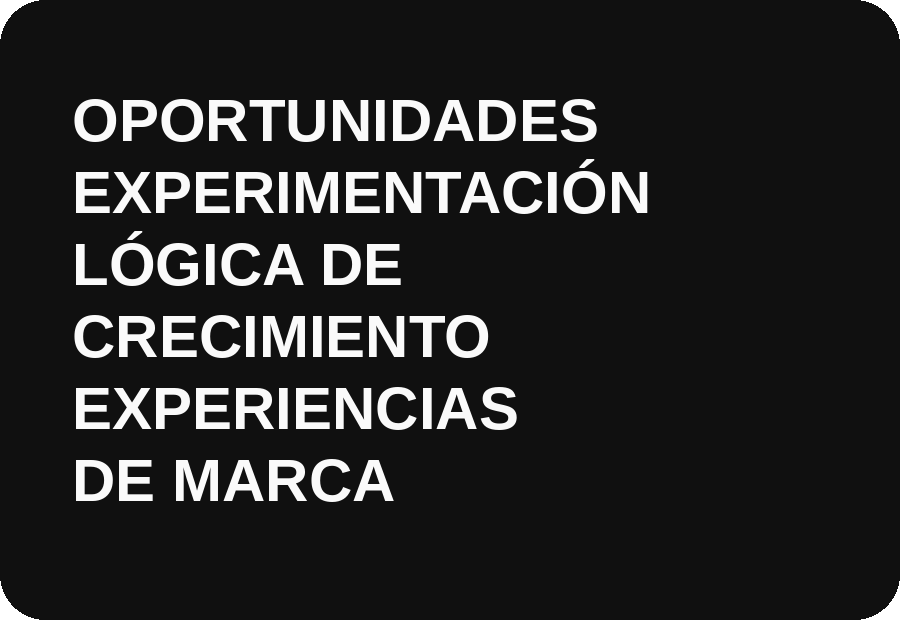 OPORTUNIDADES
EXPERIMENTACIÓN
LÓGICA DE
CRECIMIENTO
EXPERIENCIAS
DE MARCA